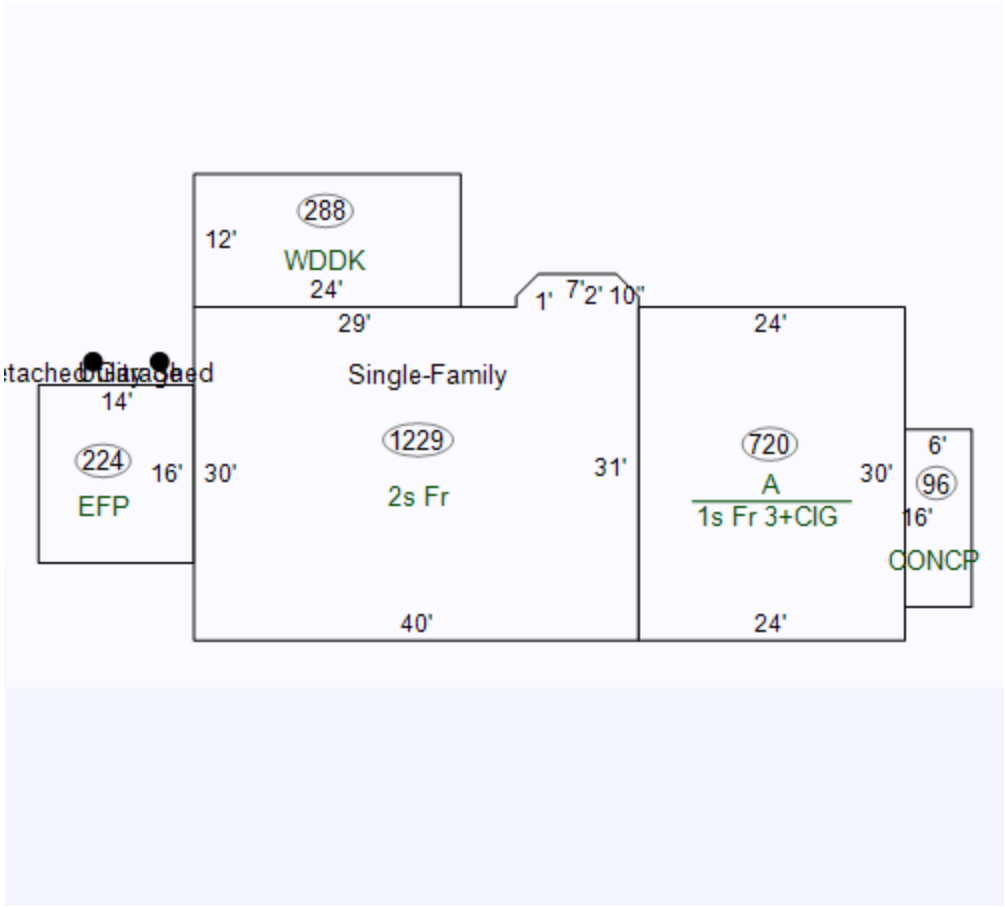 288
12'
WDDK
24'
1' 7' 2' 10"
29'
24'
Single-Family
14'
1229
720
6'
224
16'
30'
31'
30'
96
EFP
2s Fr
A
1s Fr 3+CIG
16'
CONCP
40'
24'